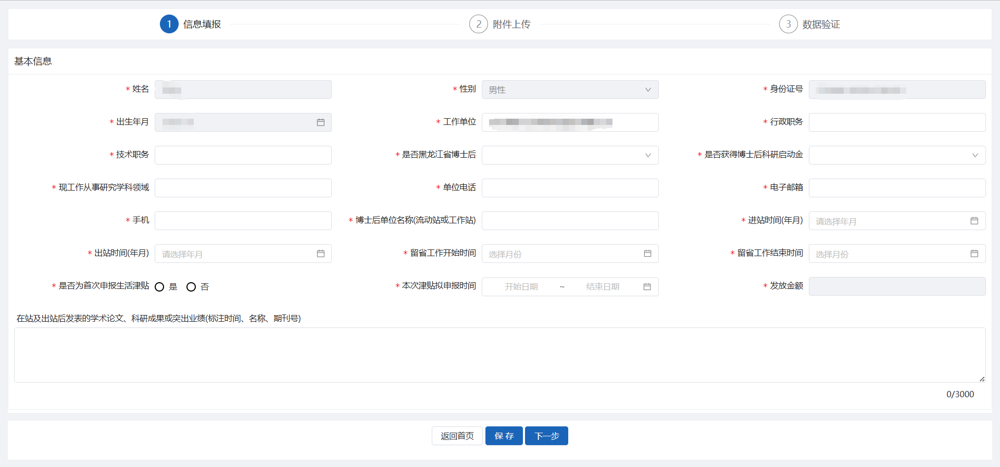 1 信息填报 2 附件上传 3 数据验证
基本信息
* 姓名 * 性别 男性 * 身份证号
* 出生年月 * 工作单位 * 行政职务
* 技术职务 * 是否黑龙江省博士后 * 是否获得博士后科研启动金
* 现工作从事研究学科领域 * 单位电话 * 电子邮箱
* 手机 * 博士后单位名称(流动站或工作站) * 进站时间(年月) 请选择年月
* 出站时间(年月) 请选择年月 * 留省工作开始时间 选择月份 * 留省工作结束时间 选择月份
* 是否为首次申报生活津贴 是 否 * 本次津贴拟申报时间 开始日期 ~ 结束日期 * 发放金额
在站及出站后发表的学术论文、科研成果或突出业绩(标注时间、名称、期刊号)
0/3000
返回首页 保 存 下一步